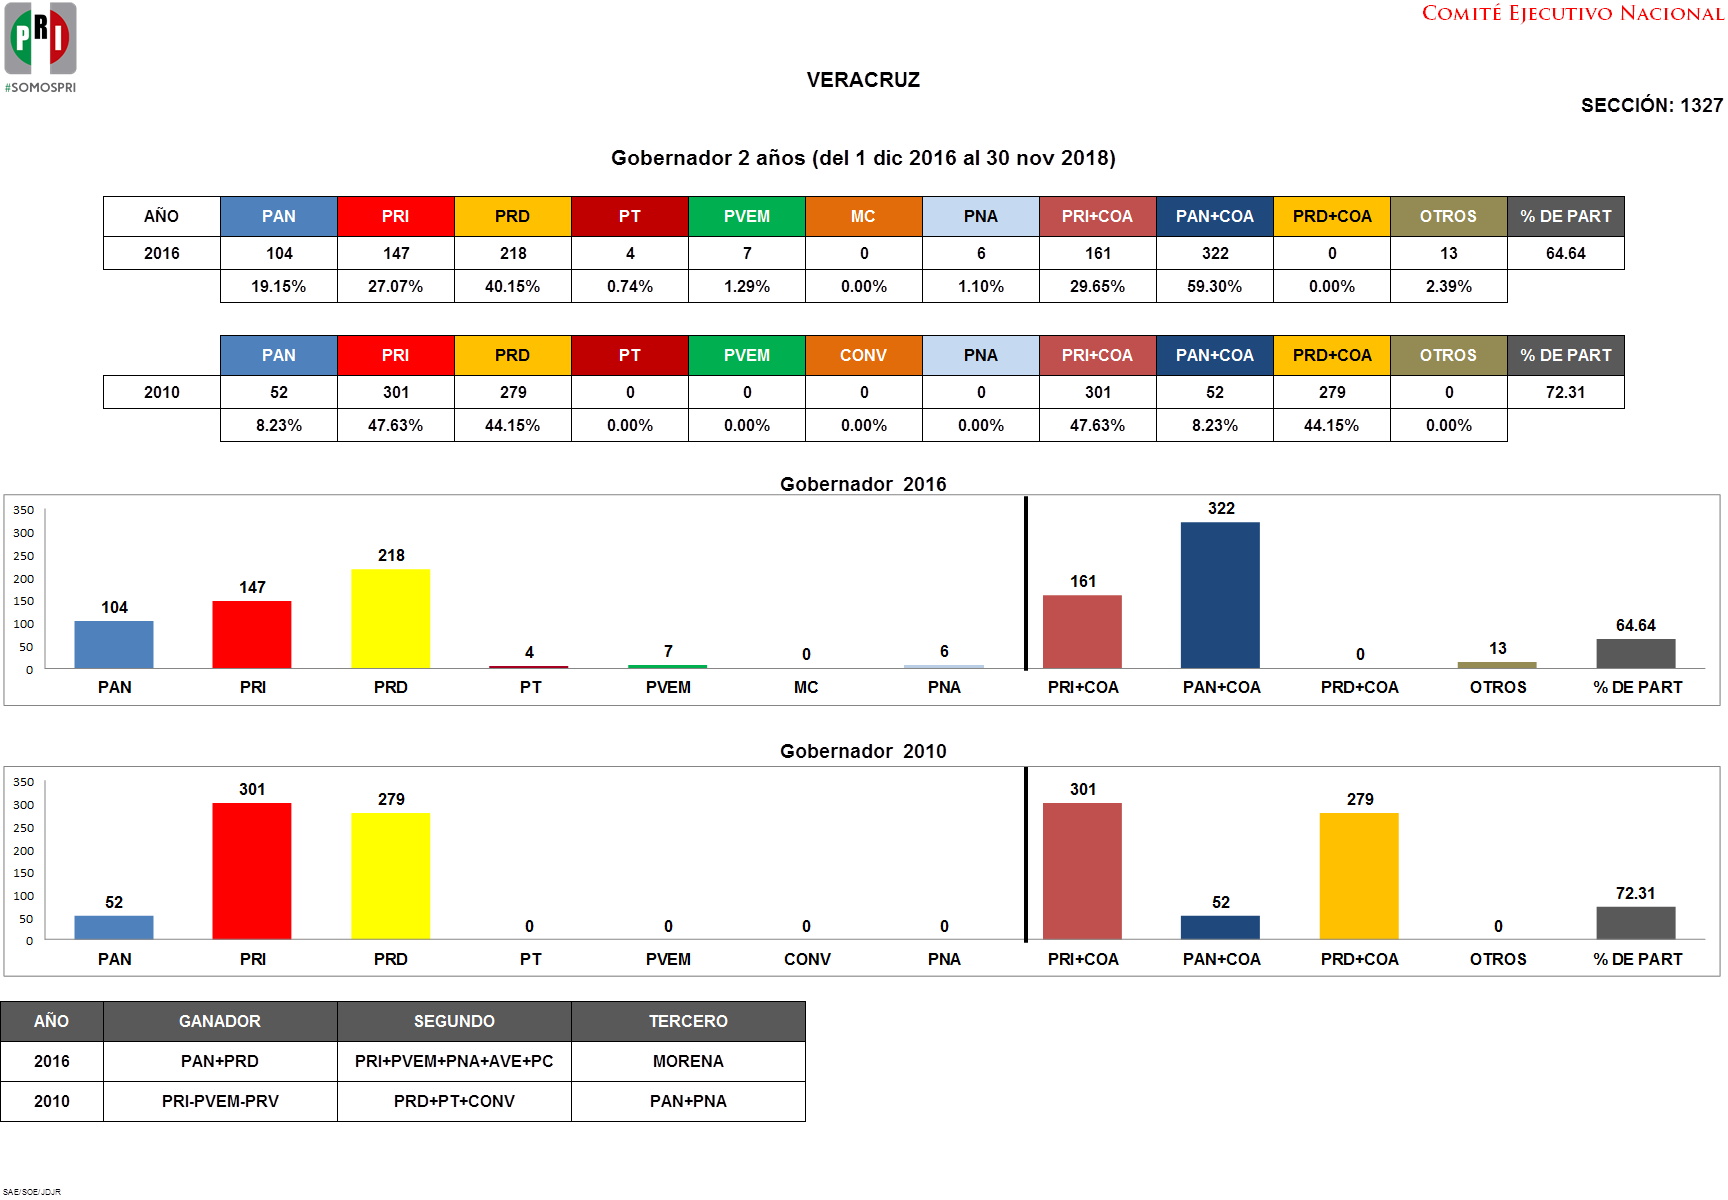 PRI
#SOMOSPRI
COMITÉ EJECUTIVO NACIONAL
VERACRUZ
SECCIÓN: 1327
Gobernador 2 años (del 1 dic 2016 al 30 nov 2018)
AÑO PAN PRI PRD PT PVEM MC PNA PRI+COA PAN+COA PRD+COA OTROS % DE PART
2016 104 147 218 4 7 0 6 161 322 0 13 64.64
19.15% 27.07% 40.15% 0.74% 1.29% 0.00% 1.10% 29.65% 59.30% 0.00% 2.39%
PAN PRI PRD PT PVEM CONV PNA PRI+COA PAN+COA PRD+COA OTROS % DE PART
2010 52 301 279 0 0 0 0 301 52 279 0 72.31
8.23% 47.63% 44.15% 0.00% 0.00% 0.00% 0.00% 47.63% 8.23% 44.15% 0.00%
Gobernador 2016
350
300
250
200
150
100
50
0
104 147 218 4 7 0 6 161 322 0 13 64.64
PAN PRI PRD PT PVEM MC PNA PRI+COA PAN+COA PRD+COA OTROS % DE PART
Gobernador 2010
350
300
250
200
150
100
50
0
52 301 279 0 0 0 0 301 52 279 0 72.31
PAN PRI PRD PT PVEM CONV PNA PRI+COA PAN+COA PRD+COA OTROS % DE PART
AÑO GANADOR SEGUNDO TERCERO
2016 PAN+PRD PRI+PVEM+PNA+AVE+PC MORENA
2010 PRI-PVEM-PRV PRD+PT+CONV PAN+PNA
SAE/SOE/JDJR